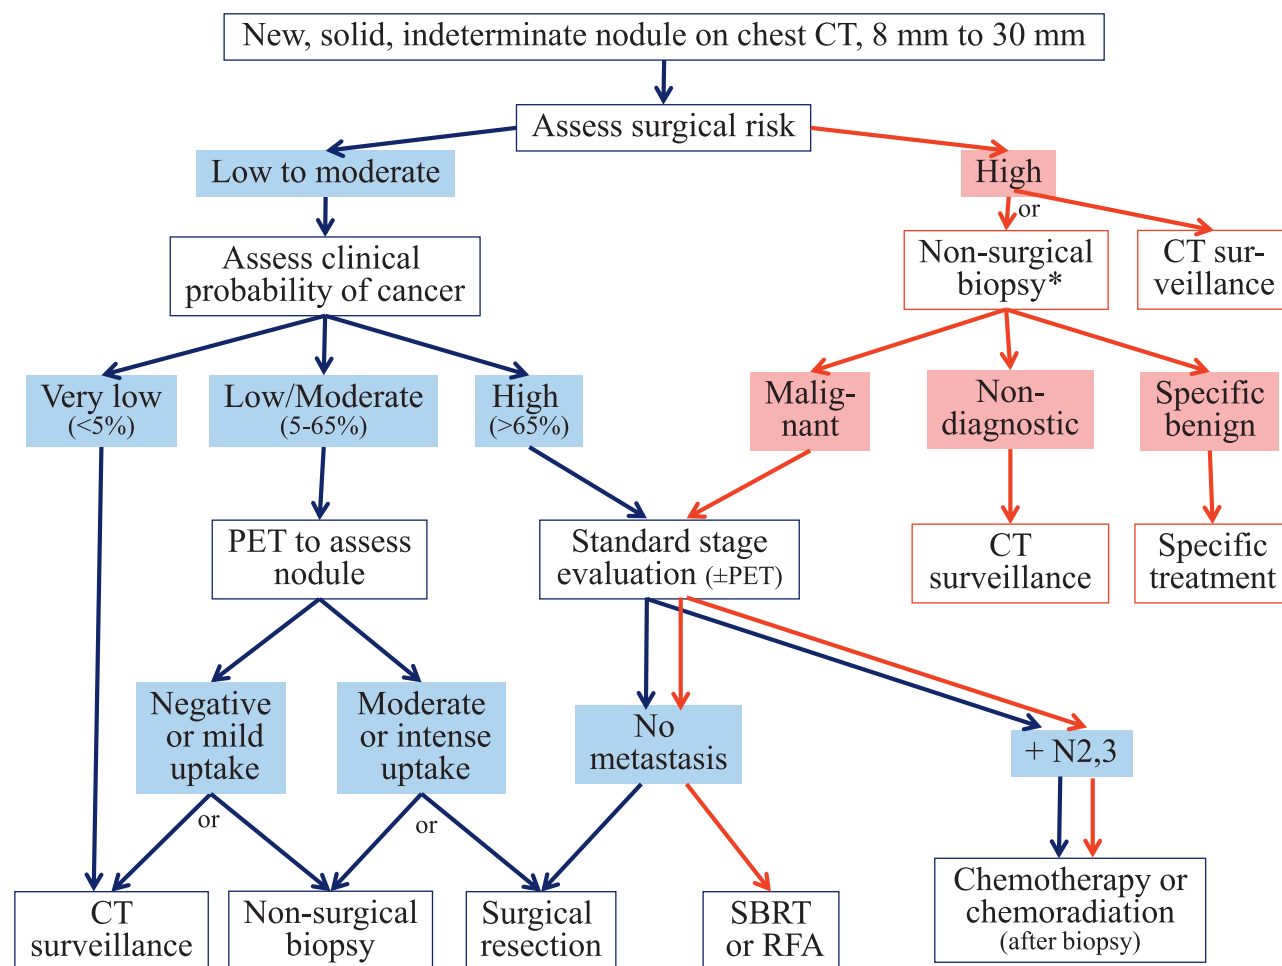 New, solid, indeterminate nodule on chest CT, 8 mm to 30 mm
Assess surgical risk
Low to moderate
High
or
Assess clinical
probability of cancer
Non-surgical
biopsy*
CT sur-
veillance
Very low
(<5%)
Low/Moderate
(5-65%)
High
(>65%)
Malig-
nant
Non-
diagnostic
Specific
benign
PET to assess
nodule
Standard stage
evaluation (±PET)
CT
surveillance
Specific
treatment
Negative
or mild
uptake
Moderate
or intense
uptake
No
metastasis
+ N2,3
or
or
CT
surveillance
Non-surgical
biopsy
Surgical
resection
SBRT
or RFA
Chemotherapy or
chemoradiation
(after biopsy)